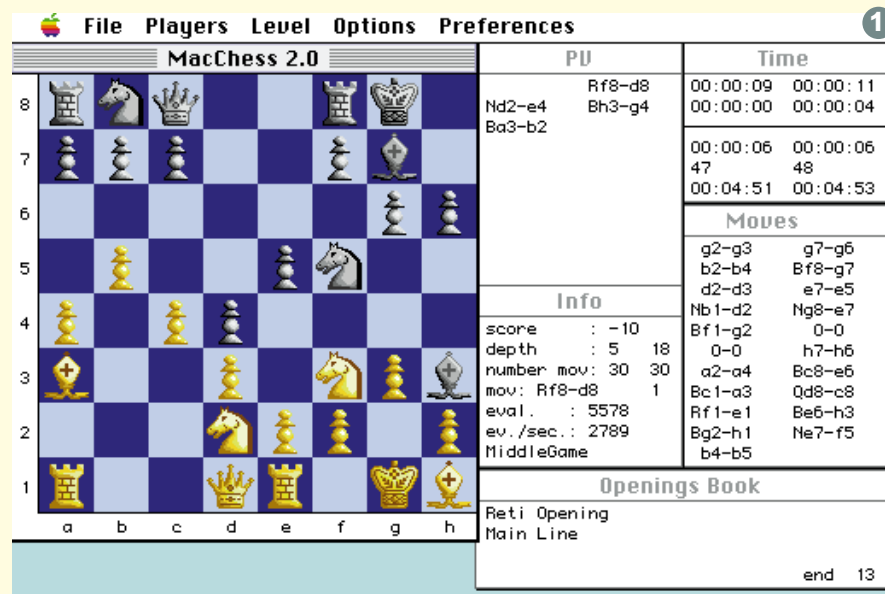 File Players Level Options Preferences
1
MacChess 2.0
8
7
6
5
4
3
2
1
a b c d e f g h
PV
Rf8-d8
Nd2-e4 Bh3-g4
Ba3-b2
Info
score : -10
depth : 5 18
number mov: 30 30
mov: Rf8-d8 1
eval. : 5578
ev./sec.: 2789
MiddleGame
Time
00:00:09 00:00:11
00:00:00 00:00:04
00:00:06 00:00:06
47 48
00:04:51 00:04:53
Moves
g2-g3 g7-g6
b2-b4 Bf8-g7
d2-d3 e7-e5
Nb1-d2 Ng8-e7
Bf1-g2 0-0
0-0 h7-h6
a2-a4 Bc8-e6
Bc1-a3 Qd8-c8
Rf1-e1 Be6-h3
Bg2-h1 Ne7-f5
b4-b5
Openings Book
Reti Opening
Main Line
end 13